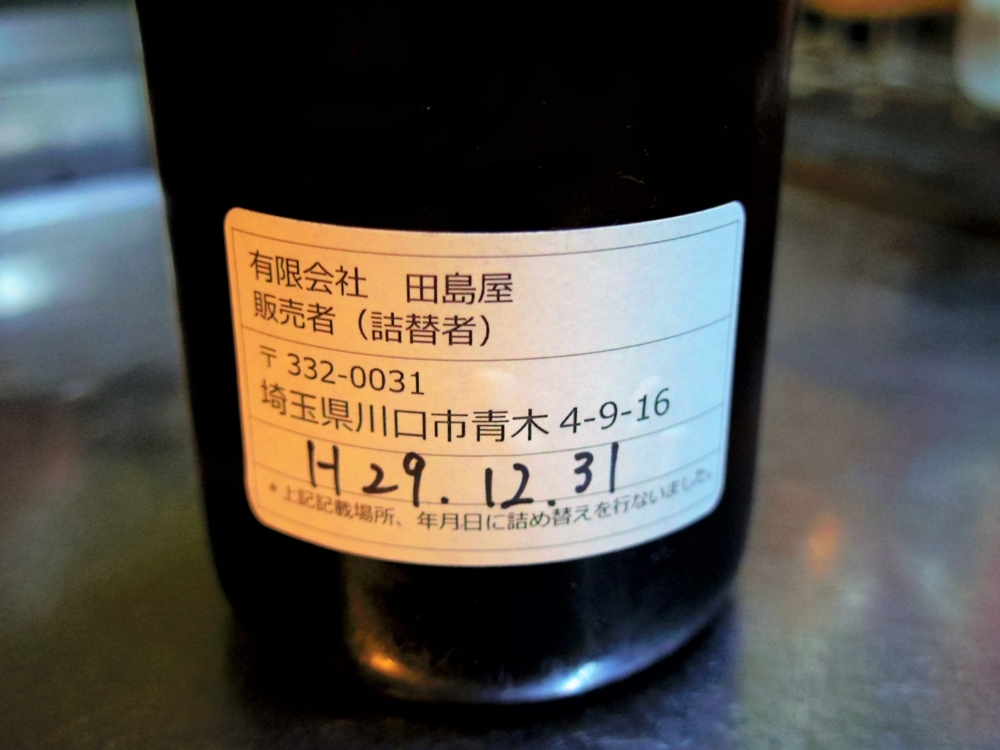 有限会社　田島屋
販売者（詰替者）
〒332-0031
埼玉県川口市青木4-9-16
H29.12.31
*上記記載場所、年月日に詰め替えを行ないました。